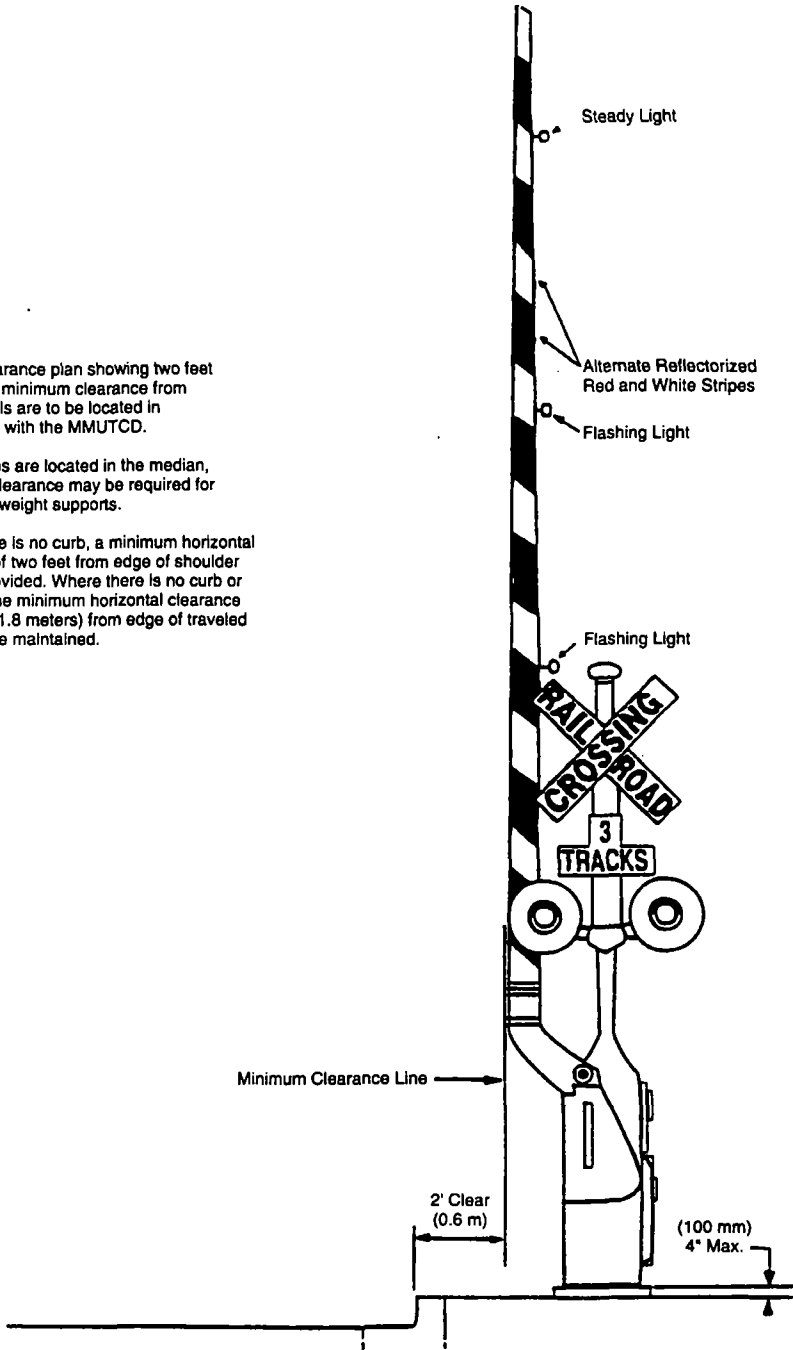 Steady Light
arance plan showing two feet
minimum clearance from
ls are to be located in
with the MMUTCD.
Alternate Reflectorized
Red and White Stripes
Flashing Light
s are located in the median,
learance may be required for
weight supports.
e is no curb, a minimum horizontal
f two feet from edge of shoulder
vided. Where there is no curb or
e minimum horizontal clearance
1.8 meters) from edge of traveled
e maintained.
Flashing Light
RAIL ROAD
CROSSING
3
TRACKS
Minimum Clearance Line
2' Clear
(0.6 m)
(100 mm)
4" Max.